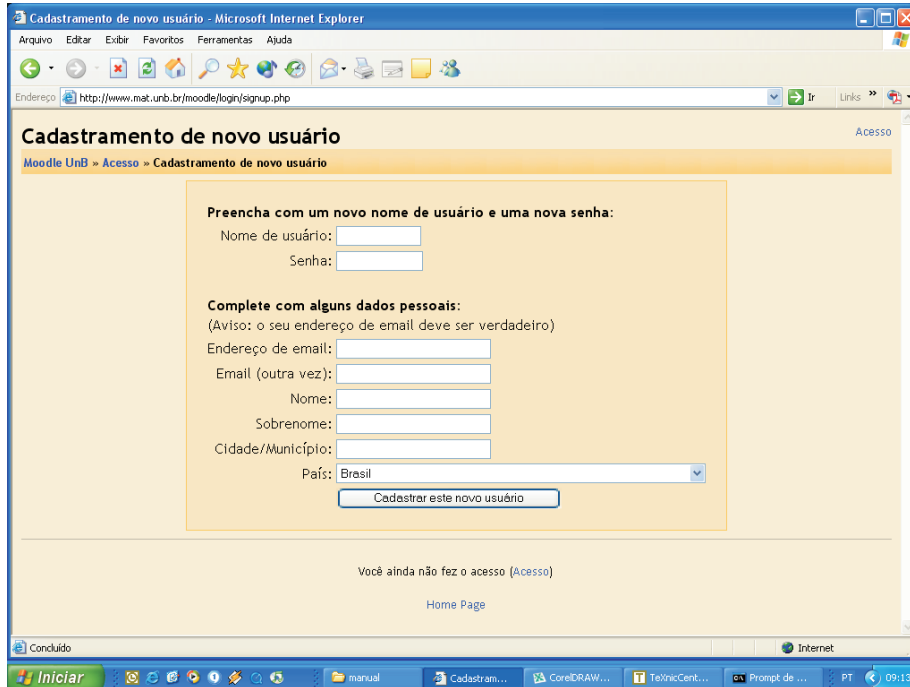 Cadastramento de novo usuário - Microsoft Internet Explorer
Arquivo Editar Exibir Favoritos Ferramentas Ajuda
Endereço http://www.mat.unb.br/moodle/login/signup.php Ir Links »
Cadastramento de novo usuário Acesso
Moodle UnB » Acesso » Cadastramento de novo usuário
Preencha com um novo nome de usuário e uma nova senha:
Nome de usuário:
Senha:
Complete com alguns dados pessoais:
(Aviso: o seu endereço de email deve ser verdadeiro)
Endereço de email:
Email (outra vez):
Nome:
Sobrenome:
Cidade/Município:
País: Brasil
Cadastrar este novo usuário
Você ainda não fez o acesso (Acesso)
Home Page
Concluído Internet
Iniciar manual Cadastram... CorelDRAW... TeXnicCent... Prompt de ... PT 09:13